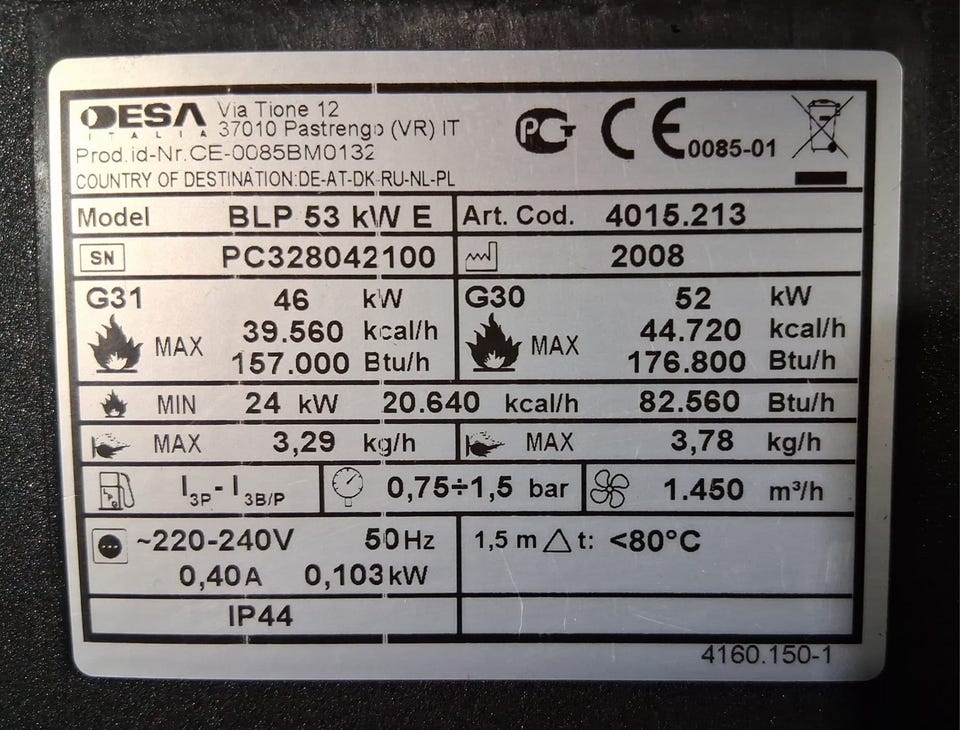 DESA Via Tione 12
ITALIA 37010 Pastrengo (VR) IT
Prod.id-Nr.CE-0085BM0132
COUNTRY OF DESTINATION:DE-AT-DK-RU-NL-PL
PG CE 0085-01
Model BLP 53 kW E Art. Cod. 4015.213
SN PC328042100 2008
G31 46 kW G30 52 kW
MAX 39.560 kcal/h MAX 44.720 kcal/h
157.000 Btu/h 176.800 Btu/h
MIN 24 kW 20.640 kcal/h 82.560 Btu/h
MAX 3,29 kg/h MAX 3,78 kg/h
I3P - I3B/P 0,75÷1,5 bar 1.450 m³/h
~220-240V 50Hz 1,5 m △ t: <80°C
0,40A 0,103kW
IP44
4160.150-1